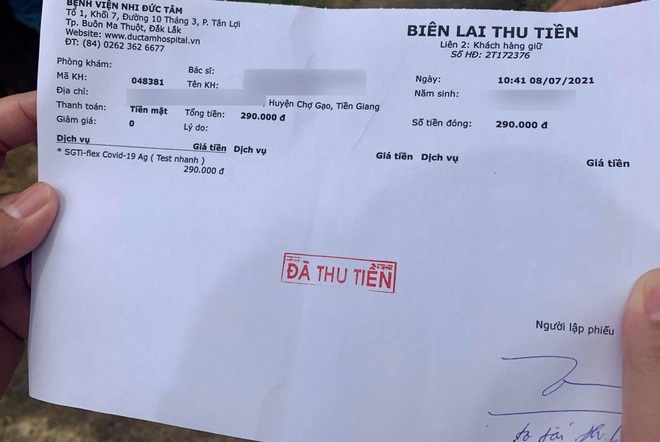 BỆNH VIỆN NHI ĐỨC TÂM
Tổ 1, Khối 7, Đường 10 Tháng 3, P. Tân Lợi
Tp. Buôn Ma Thuột, Đắk Lắk
Website: www.ductamhospital.vn
ĐT: (84) 0262 362 6677
BIÊN LAI THU TIỀN
Liên 2: Khách hàng giữ
Số HĐ: 2T172376
Phòng khám: Bác sĩ:
Mã KH: 048381 Tên KH: Ngày: 10:41 08/07/2021
Địa chỉ: , Huyện Chợ Gạo, Tiền Giang Năm sinh:
Thanh toán: Tiền mặt Tổng tiền: 290.000 đ Số tiền đóng: 290.000 đ
Giảm giá: 0 Lý do:
Dịch vụ Giá tiền Dịch vụ Giá tiền Dịch vụ Giá tiền
* SGTi-flex Covid-19 Ag ( Test nhanh )
290.000 đ
ĐÃ THU TIỀN
Người lập phiếu